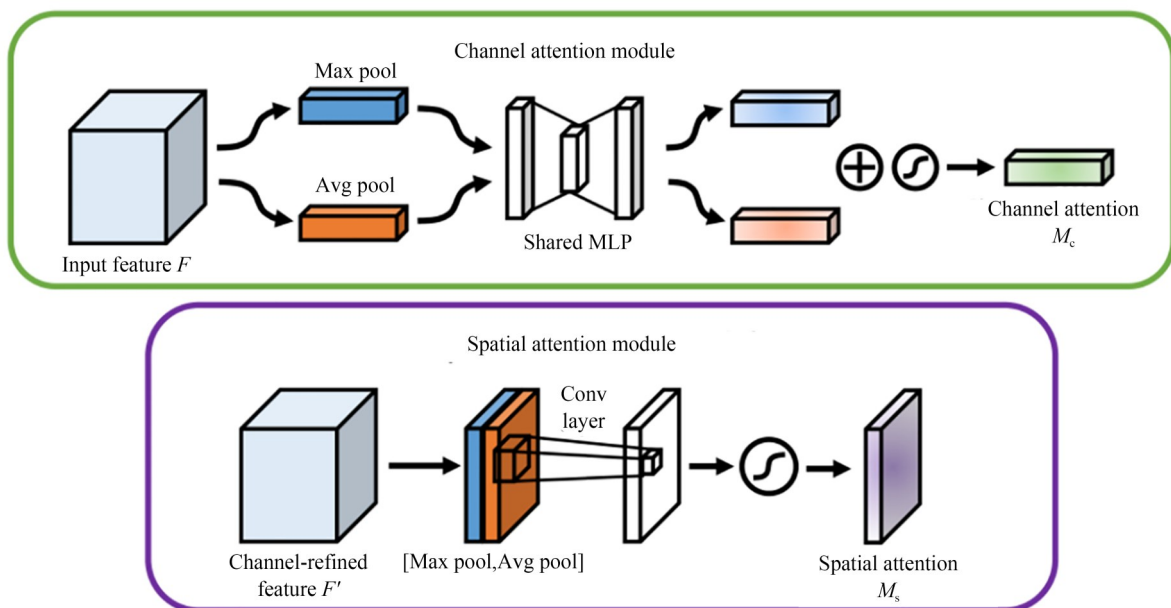 Channel attention module
Max pool
Avg pool
Shared MLP
Input feature F
Channel attention
Mc
Spatial attention module
Conv
layer
Channel-refined
feature F′
[Max pool,Avg pool]
Spatial attention
Ms